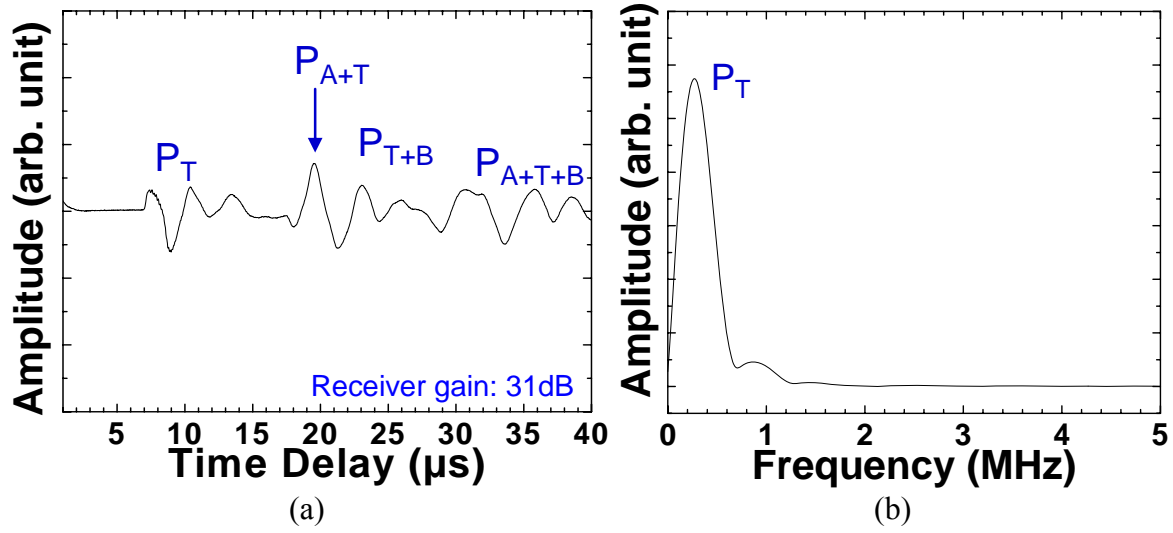 Amplitude (arb. unit)
P_T
P_A+T
P_T+B
P_A+T+B
Receiver gain: 31dB
5 10 15 20 25 30 35 40
Time Delay (µs)
(a)
Amplitude (arb. unit)
P_T
0 1 2 3 4 5
Frequency (MHz)
(b)